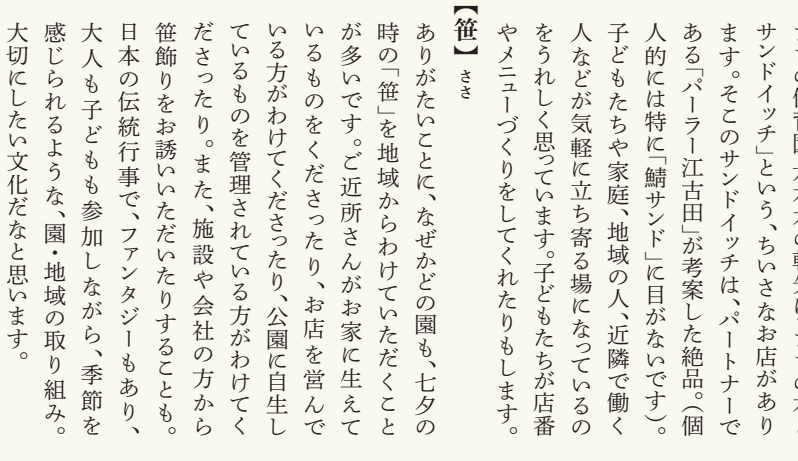 サンドイッチ」という、ちいさなお店があり
ます。そこのサンドイッチは、パートナーで
ある「パーラー江古田」が考案した絶品。(個
人的には特に「鯖サンド」に目がないです)。
子どもたちや家庭、地域の人、近隣で働く
人などが気軽に立ち寄る場になっているの
をうれしく思っています。子どもたちが店番
やメニューづくりをしてくれたりもします。
【笹】ささ
ありがたいことに、なぜかどの園も、七夕の
時の「笹」を地域からわけていただくこと
が多いです。ご近所さんがお家に生えて
いるものをくださったり、お店を営んで
いる方がわけてくださったり、公園に自生し
ているものを管理されている方がわけてく
ださったり。また、施設や会社の方から
笹飾りをお誘いいただいたりすることも。
日本の伝統行事で、ファンタジーもあり、
大人も子どもも参加しながら、季節を
感じられるような、園・地域の取り組み。
大切にしたい文化だなと思います。